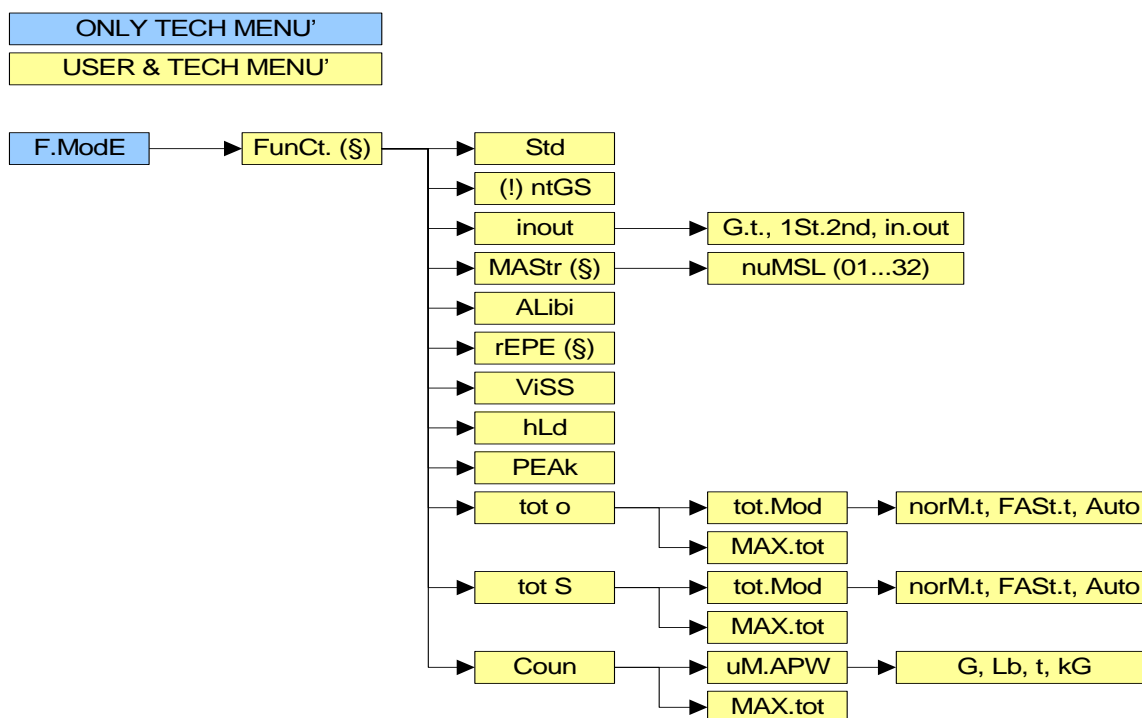 ONLY TECH MENU’
USER & TECH MENU’
F.ModE
FunCt. (§)
Std
(!) ntGS
inout
G.t., 1St.2nd, in.out
MAStr (§)
nuMSL (01...32)
ALibi
rEPE (§)
ViSS
hLd
PEAk
tot o
tot.Mod
norM.t, FASt.t, Auto
MAX.tot
tot S
tot.Mod
norM.t, FASt.t, Auto
MAX.tot
Coun
uM.APW
G, Lb, t, kG
MAX.tot